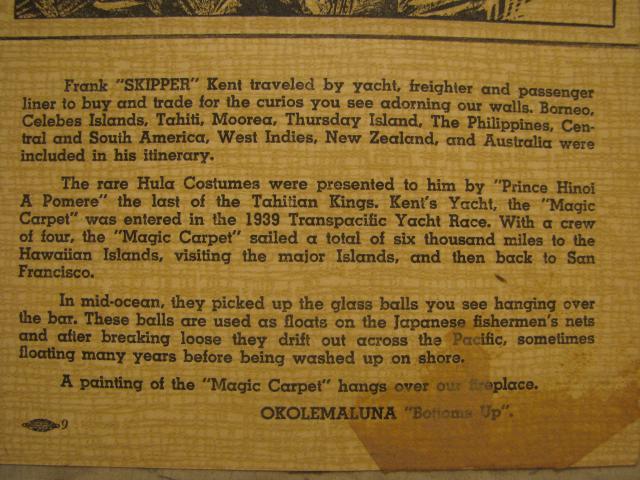 Frank "SKIPPER" Kent traveled by yacht, freighter and passenger
liner to buy and trade for the curios you see adorning our walls. Borneo,
Celebes Islands, Tahiti, Moorea, Thursday Island, The Philippines, Cen-
tral and South America, West Indies, New Zealand, and Australia were
included in his itinerary.
The rare Hula Costumes were presented to him by "Prince Hinoi
A Pomere" the last of the Tahitian Kings. Kent's Yacht, the "Magic
Carpet" was entered in the 1939 Transpacific Yacht Race. With a crew
of four, the "Magic Carpet" sailed a total of six thousand miles to the
Hawaiian Islands, visiting the major Islands, and then back to San
Francisco.
In mid-ocean, they picked up the glass balls you see hanging over
the bar. These balls are used as floats on the Japanese fishermen's nets
and after breaking loose they drift out across the Pacific, sometimes
floating many years before being washed up on shore.
A painting of the "Magic Carpet" hangs over our fireplace.
OKOLEMALUNA "Bottoms Up".
9